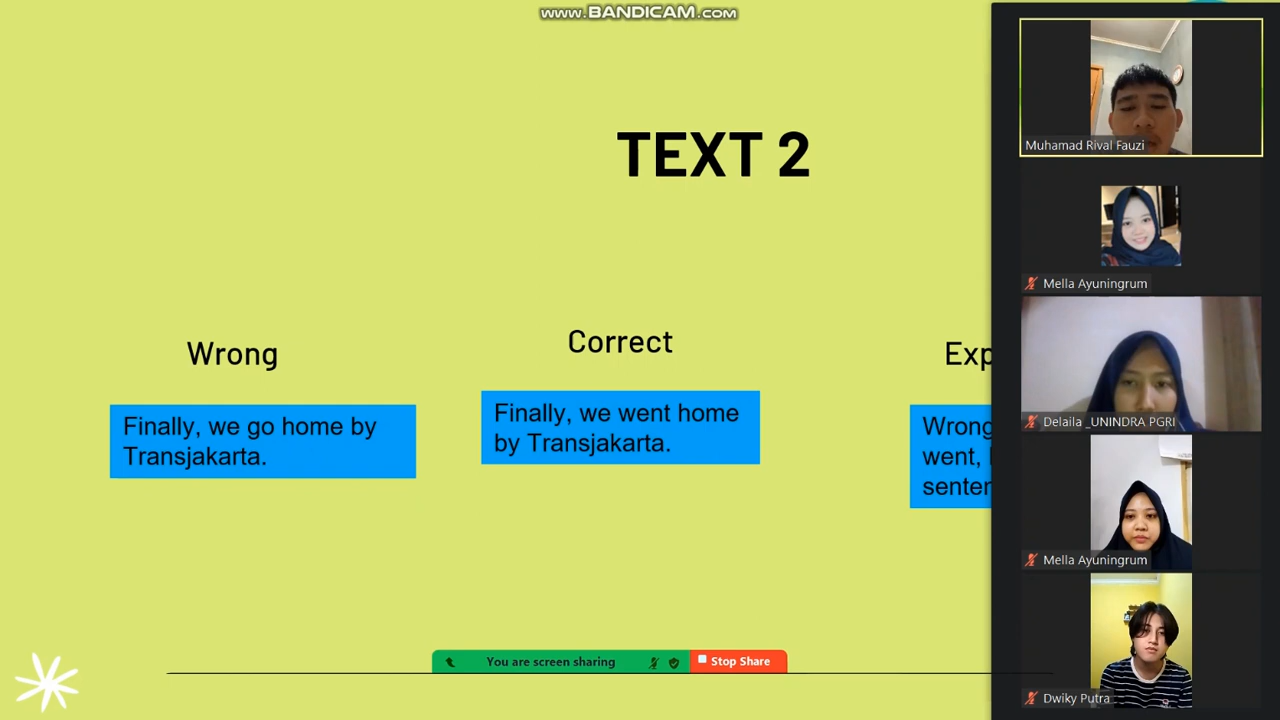 www.BANDICAM.com
TEXT 2
Wrong
Correct
Finally, we go home by
Transjakarta.
Finally, we went home
by Transjakarta.
Wrong
went,
You are screen sharing
Stop Share
Muhamad Rival Fauzi
Mella Ayuningrum
Delaila _UNINDRA PGRI
Mella Ayuningrum
Dwiky Putra